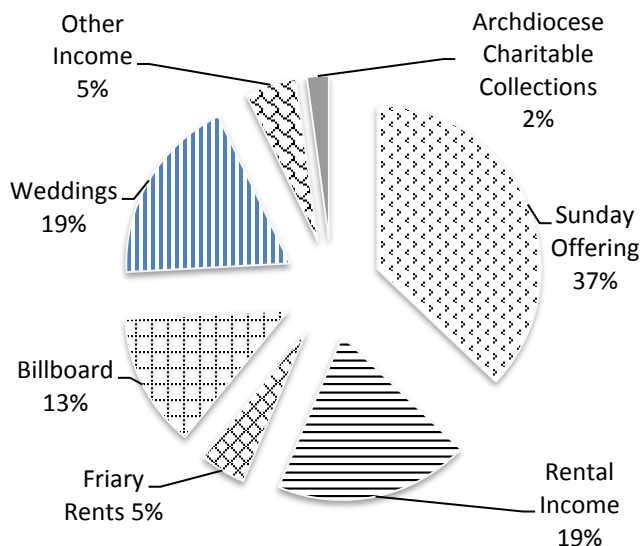 Other
Income
5%
Archdiocese
Charitable
Collections
2%
Weddings
19%
Sunday
Offering
37%
Billboard
13%
Friary
Rents 5%
Rental
Income
19%